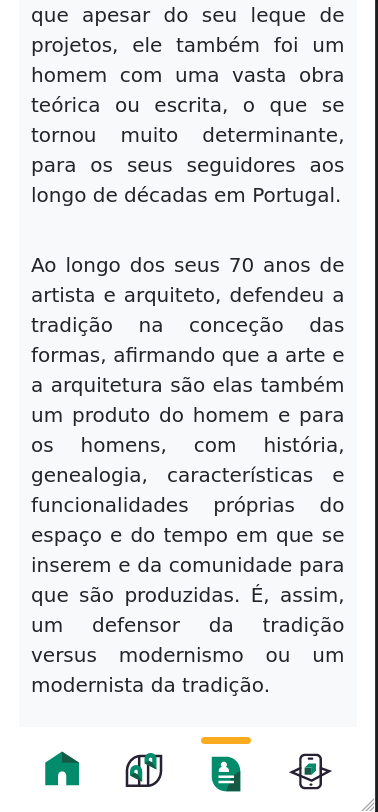 que apesar do seu leque de
projetos, ele também foi um
homem com uma vasta obra
teórica ou escrita, o que se
tornou muito determinante,
para os seus seguidores aos
longo de décadas em Portugal.
Ao longo dos seus 70 anos de
artista e arquiteto, defendeu a
tradição na conceção das
formas, afirmando que a arte e
a arquitetura são elas também
um produto do homem e para
os homens, com história,
genealogia, características e
funcionalidades próprias do
espaço e do tempo em que se
inserem e da comunidade para
que são produzidas. É, assim,
um defensor da tradição
versus modernismo ou um
modernista da tradição.